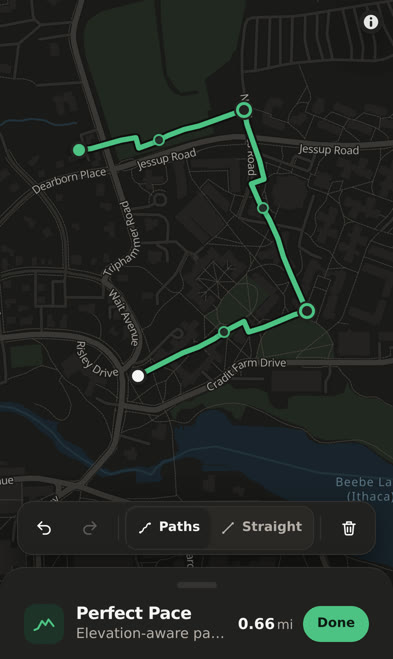 N
Road
Jessup Road
Jessup Road
Dearborn Place
Triphammer Road
Wait Avenue
Risley Drive
Cradit Farm Drive
Beebe La
(Ithaca)
Paths
Straight
Perfect Pace
Elevation-aware pa...
0.66 mi
Done